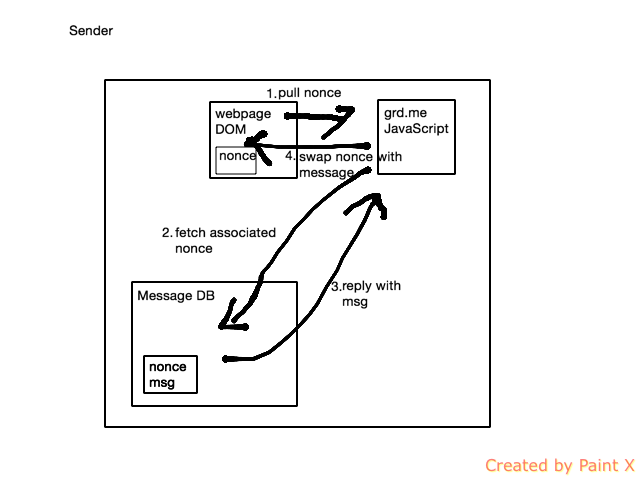 Sender
1. pull nonce
webpage
DOM
nonce
grd.me
JavaScript
4. swap nonce with
message
2. fetch associated
nonce
3. reply with
msg
Message DB
nonce
msg
Created by Paint X